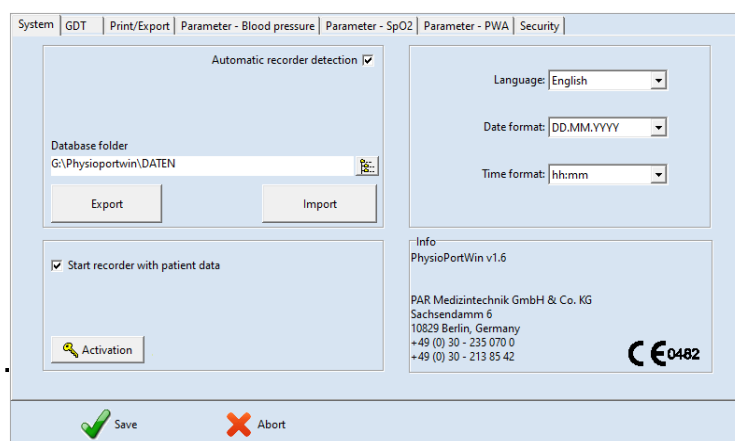 System GDT Print/Export Parameter - Blood pressure Parameter - SpO2 Parameter - PWA Security
Automatic recorder detection
Database folder
G:\Physioportwin\DATEN
Export Import
Start recorder with patient data
Activation
Language: English
Date format: DD.MM.YYYY
Time format: hh:mm
Info
PhysioPortWin v1.6
PAR Medizintechnik GmbH & Co. KG
Sachsendamm 6
10829 Berlin, Germany
+49 (0) 30 - 235 070 0
+49 (0) 30 - 213 85 42
CE0482
Save Abort